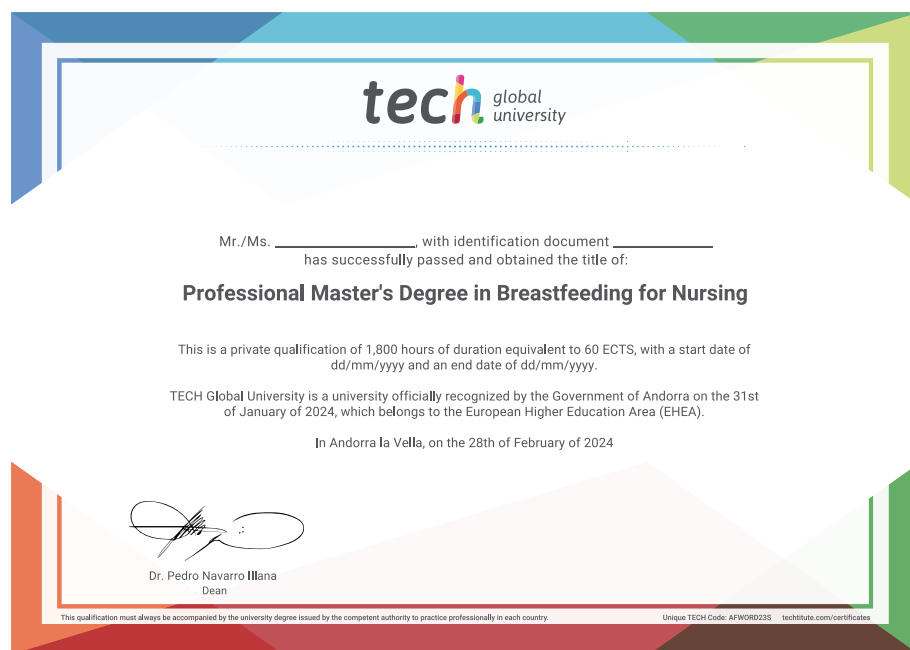 tech global
university
Mr./Ms. ____________, with identification document ____________
has successfully passed and obtained the title of:
Professional Master's Degree in Breastfeeding for Nursing
This is a private qualification of 1,800 hours of duration equivalent to 60 ECTS, with a start date of
dd/mm/yyyy and an end date of dd/mm/yyyy.
TECH Global University is a university officially recognized by the Government of Andorra on the 31st
of January of 2024, which belongs to the European Higher Education Area (EHEA).
In Andorra la Vella, on the 28th of February of 2024
Dr. Pedro Navarro Illana
Dean
This qualification must always be accompanied by the university degree issued by the competent authority to practice professionally in each country.
Unique TECH Code: AFWORD23S techtitute.com/certificates